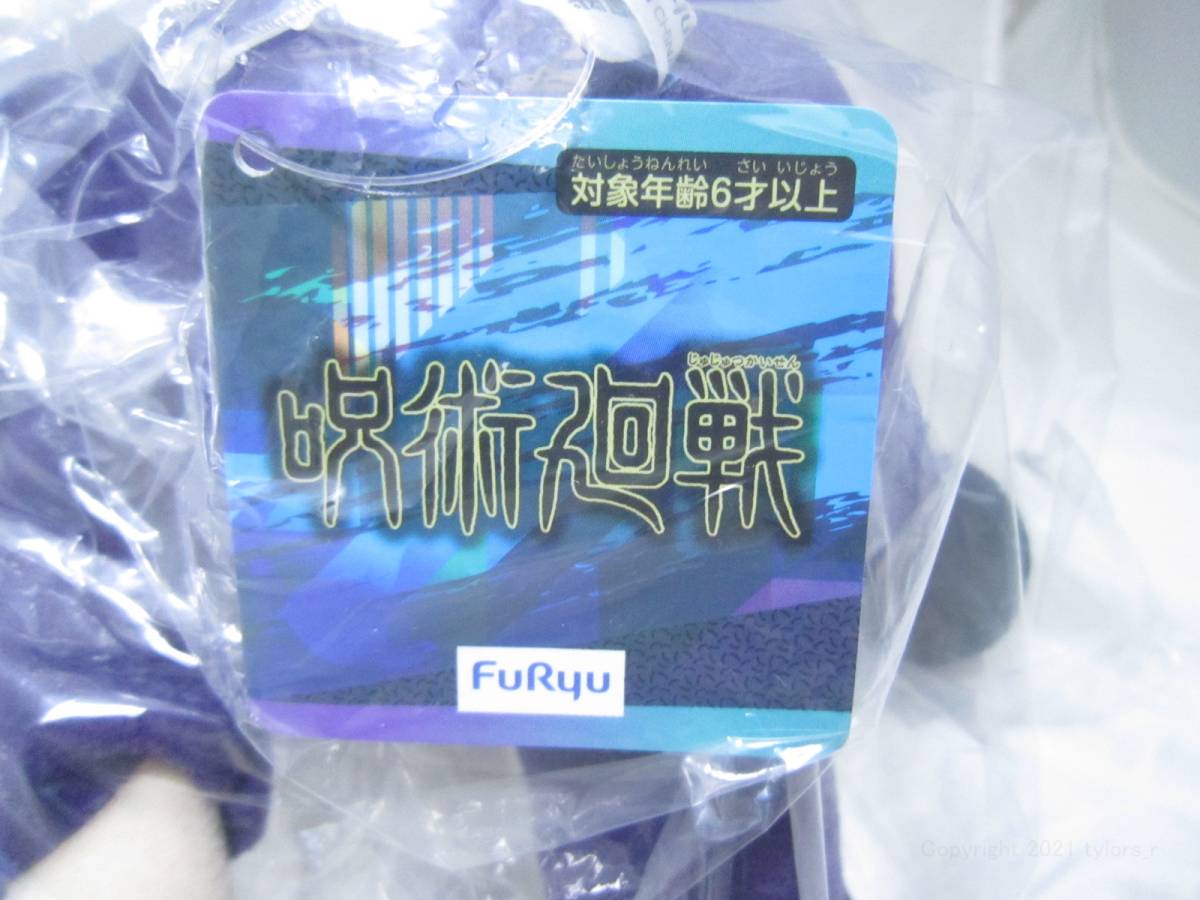 たいしょうねんれい さい いじょう
対象年齢6才以上
じゅじゅつかいせん
呪術廻戦
FuRyu
Copyright 2021 tylors_r